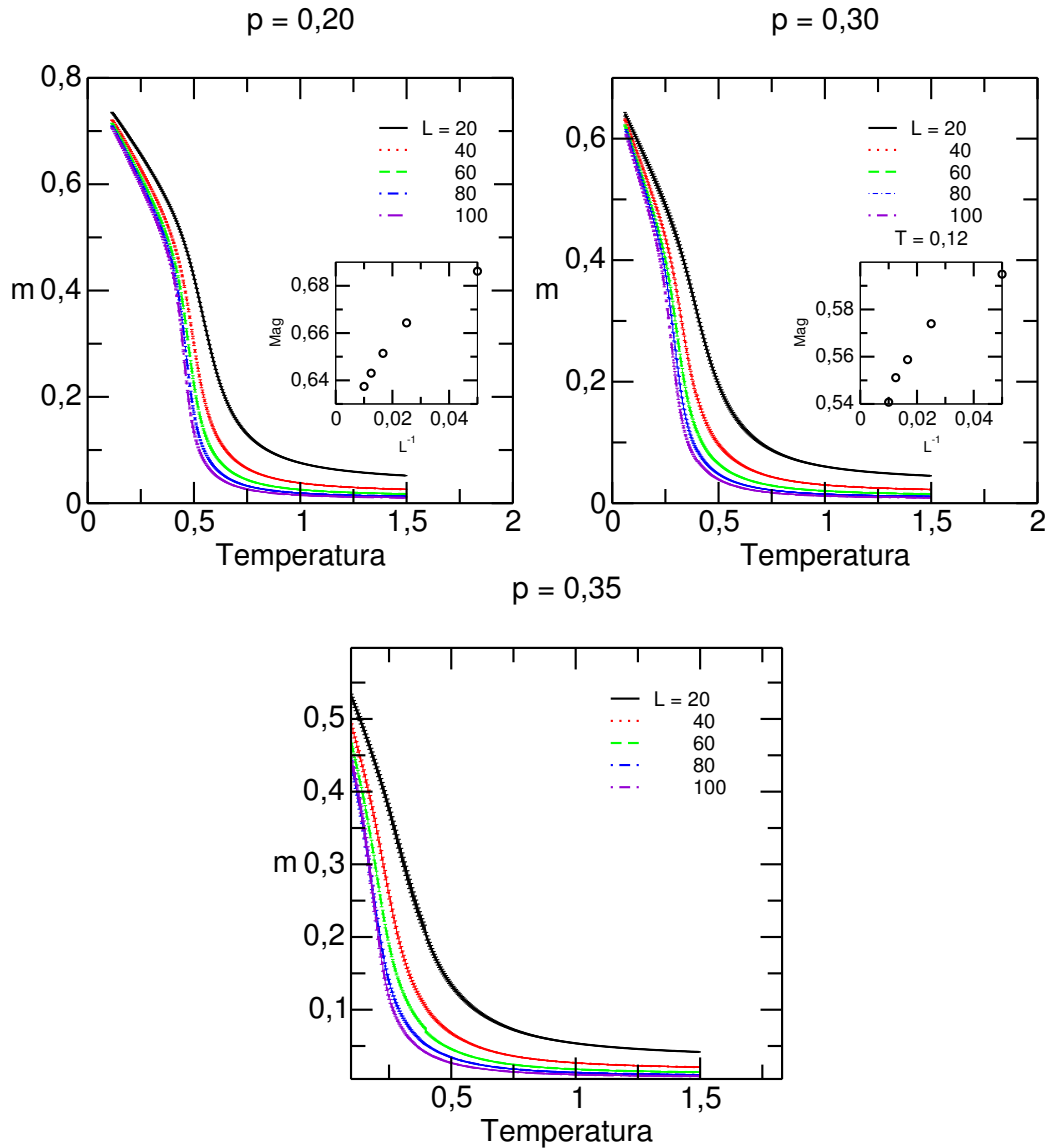 p = 0,20
p = 0,30
0,8
0,6
m 0,4
0,2
0
0 0,5 1 1,5 2
Temperatura
L = 20
40
60
80
100
0,68
0,66
0,64
Mag
0 0,02 0,04
L⁻¹
0,6
m 0,4
0,2
0
0 0,5 1 1,5 2
Temperatura
L = 20
40
60
80
100
T = 0,12
0,58
0,56
0,54
Mag
0 0,02 0,04
L⁻¹
p = 0,35
0,5
0,4
m 0,3
0,2
0,1
0,5 1 1,5
Temperatura
L = 20
40
60
80
100